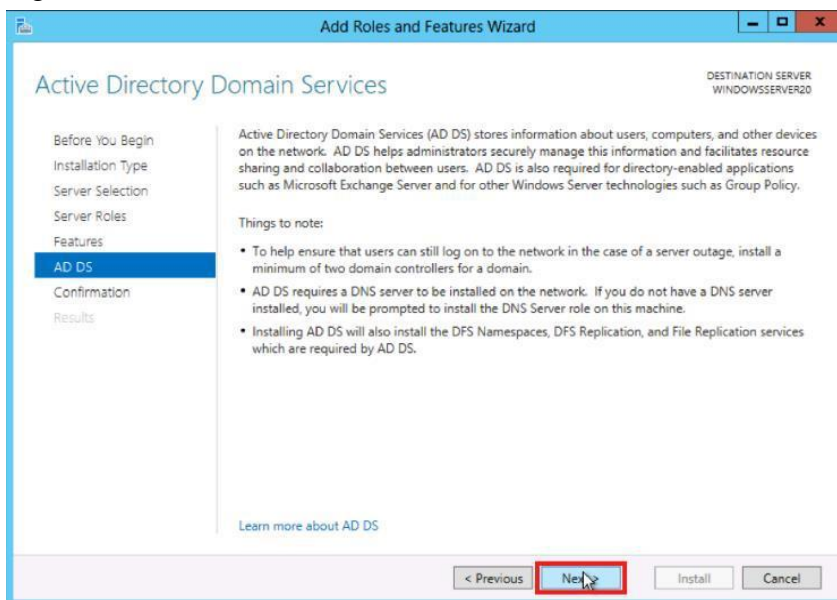 Add Roles and Features Wizard
Active Directory Domain Services
DESTINATION SERVER
WINDOWSSERVER20
Before You Begin
Installation Type
Server Selection
Server Roles
Features
AD DS
Confirmation
Results
Active Directory Domain Services (AD DS) stores information about users, computers, and other devices
on the network. AD DS helps administrators securely manage this information and facilitates resource
sharing and collaboration between users. AD DS is also required for directory-enabled applications
such as Microsoft Exchange Server and for other Windows Server technologies such as Group Policy.
Things to note:
• To help ensure that users can still log on to the network in the case of a server outage, install a
minimum of two domain controllers for a domain.
• AD DS requires a DNS server to be installed on the network. If you do not have a DNS server
installed, you will be prompted to install the DNS Server role on this machine.
• Installing AD DS will also install the DFS Namespaces, DFS Replication, and File Replication services
which are required by AD DS.
Learn more about AD DS
< Previous
Next >
Install
Cancel